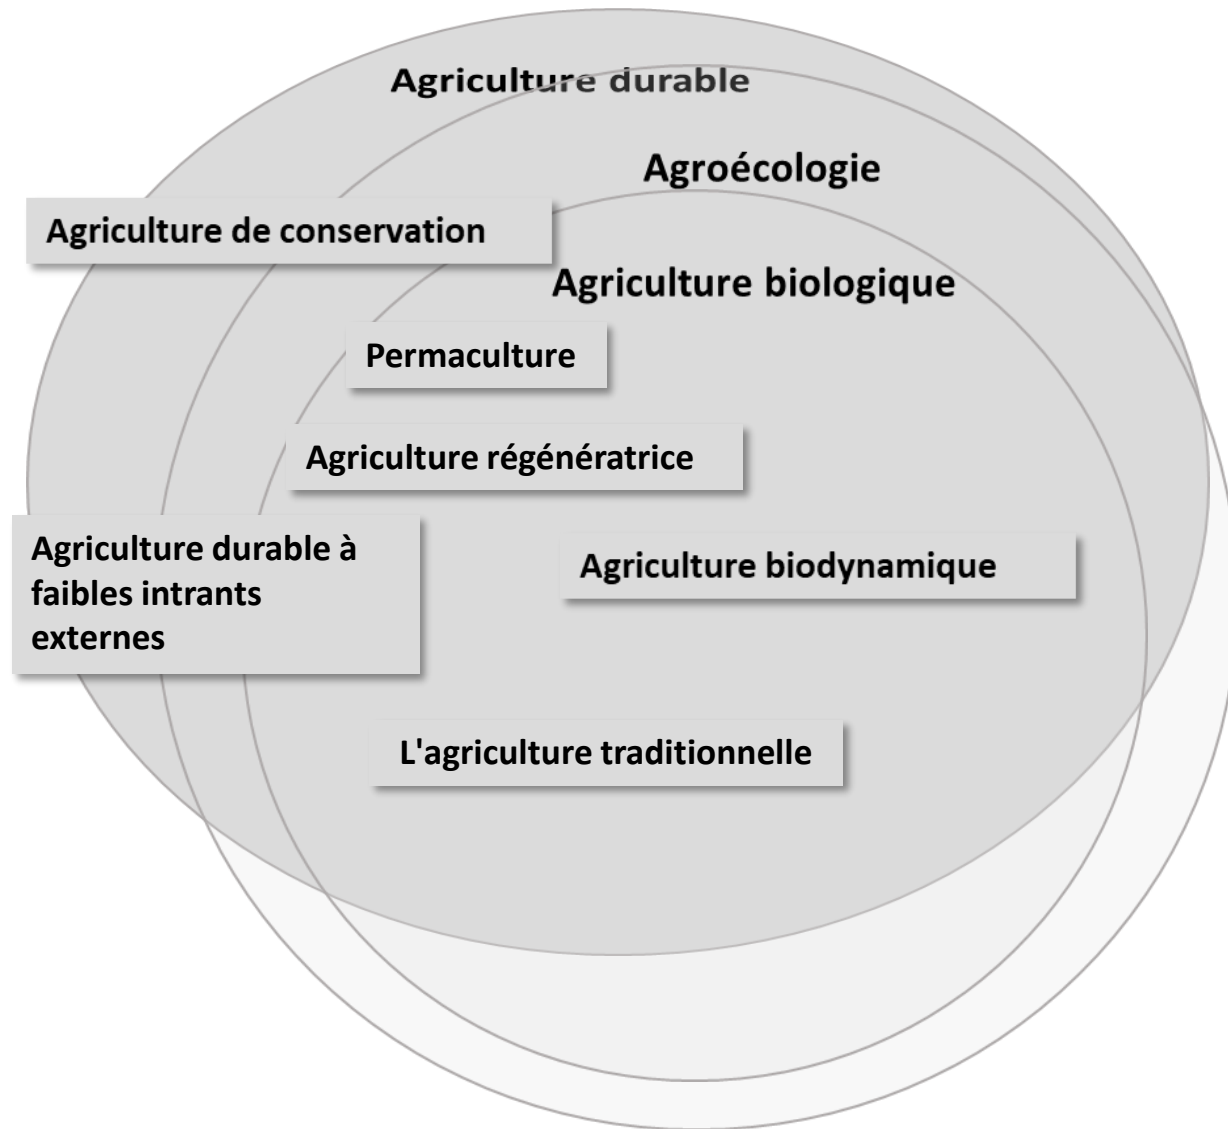 Agriculture durable
Agroécologie
Agriculture de conservation
Agriculture biologique
Permaculture
Agriculture régénératrice
Agriculture durable à
faibles intrants
externes
Agriculture biodynamique
L'agriculture traditionnelle